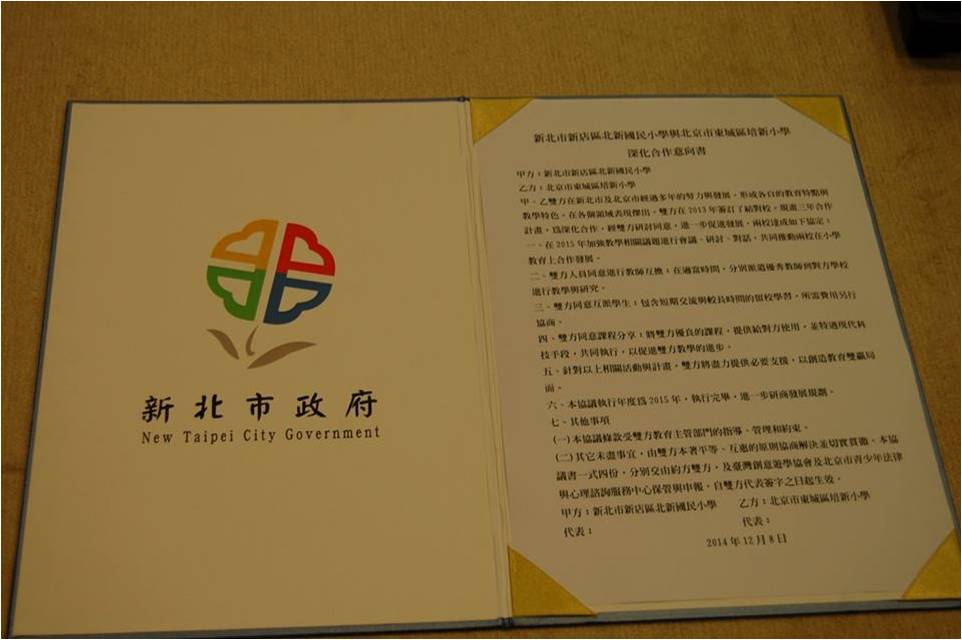 新北市政府
New Taipei City Government
新北市新店區北新國民小學與北京市東城區培新小學
深化合作意向書
甲方：新北市新店區北新國民小學
乙方：北京市東城區培新小學
甲、乙雙方在新北市及北京市經過多年的努力與發展，形成各自的教育特點與
教學特色，在各個領域表現傑出，雙方在2013年簽訂了結對校，規畫三年合作
計畫，為深化合作，經雙方研討同意，進一步促進發展，兩校達成如下協定：
一、在2015年加強教學相關議題進行會議、研討、對話，共同推動兩校在小學
教育上合作發展。
二、雙方人員同意進行教師互換：在適當時間，分別派遣優秀教師到對方學校
進行教學與研究。
三、雙方同意互派學生：包含短期交流與較長時間的留校學習，所需費用另行
協商。
四、雙方同意課程分享：將雙方優良的課程，提供給對方使用，並特過現代科
技手段，共同執行，以促進雙方教學的進步。
五、針對以上相關活動與計畫，雙方將盡力提供必要支援，以創造教育雙贏局
面。
六、本協議執行年度為2015年，執行完畢，進一步研商發展規劃。
七、其他事項
(一)本協議條款受雙方教育主管部門的指導、管理和約束。
(二)其它未盡事宜，由雙方本著平等、互惠的原則協商解決並切實貫徹。本協
議書一式四份，分別交由約方雙方，及臺灣創意遊學協會及北京市青少年法律
與心理諮詢服務中心保管與申報。自雙方代表簽字之日起生效。
甲方：新北市新店區北新國民小學 乙方：北京市東城區培新小學
代表： 代表：
2014年12月8日